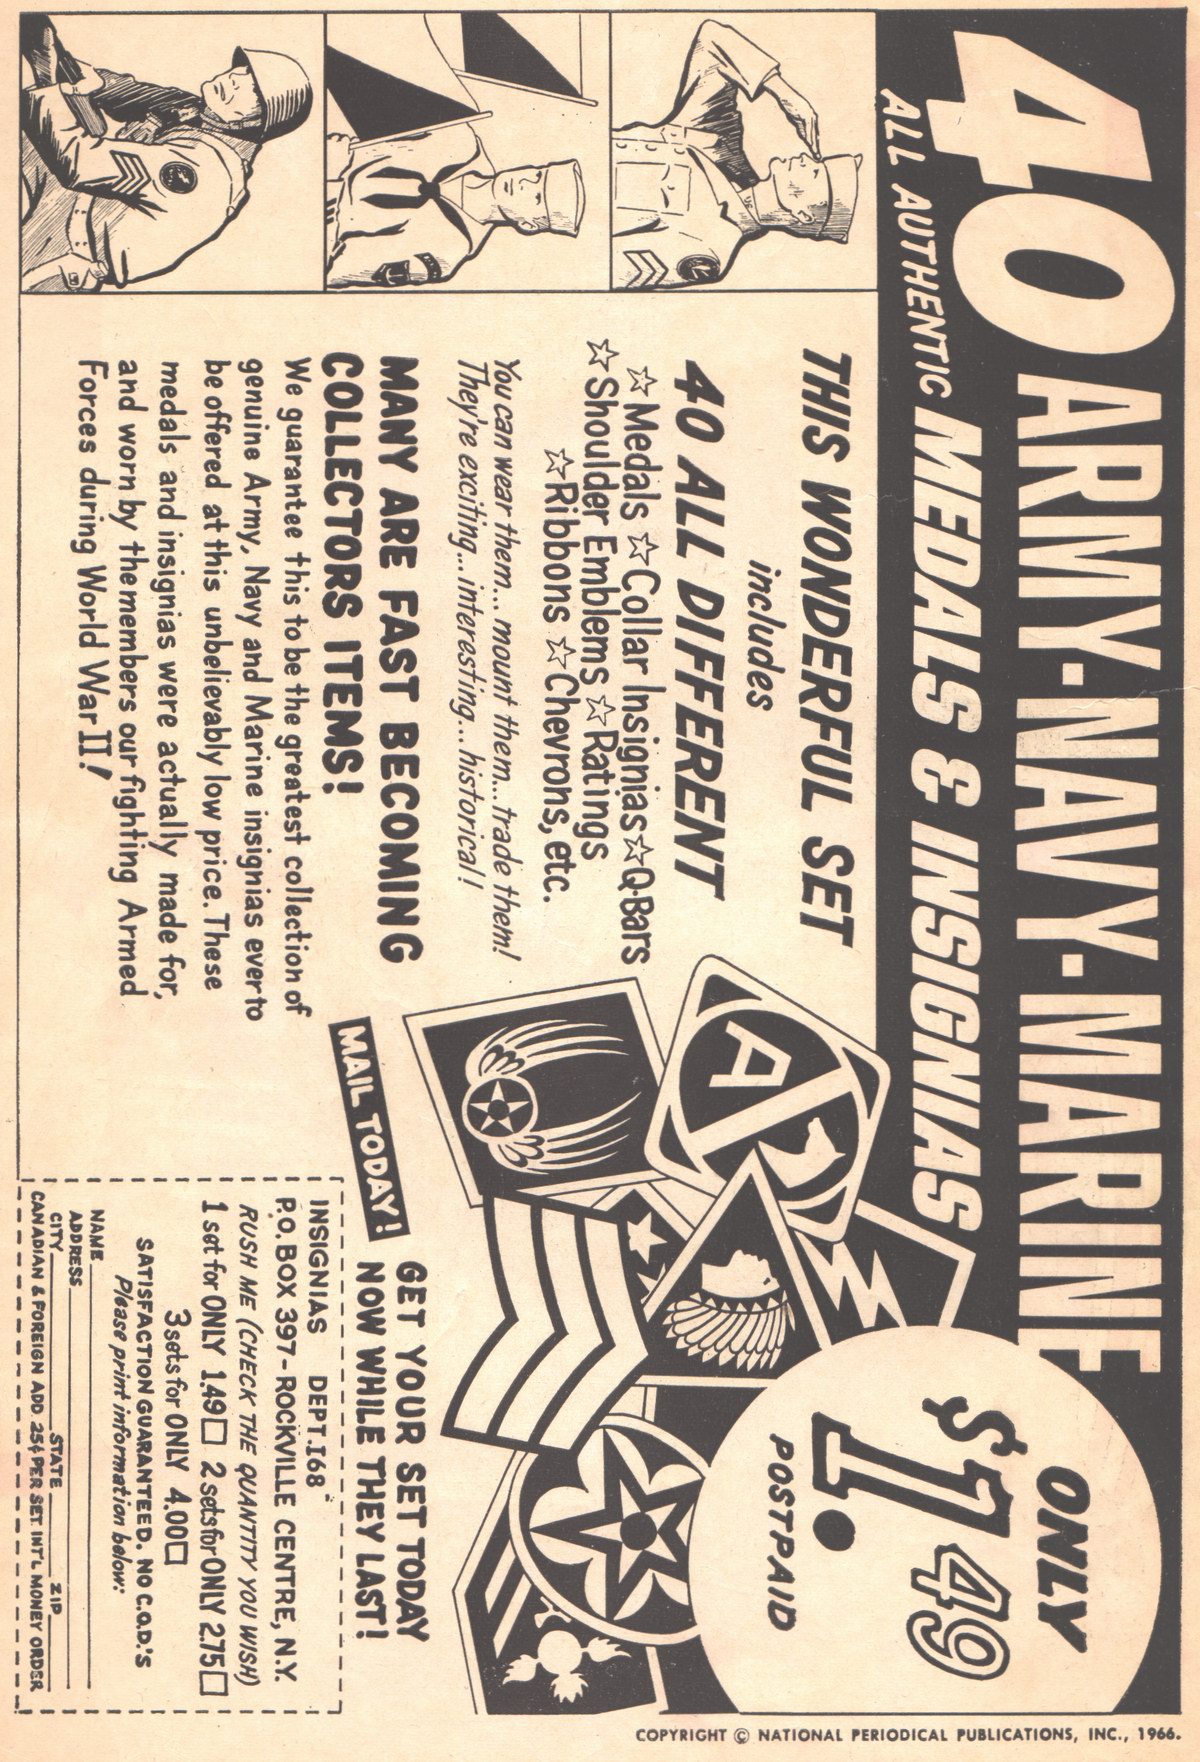 40 ARMY·NAVY·MARINE
ALL AUTHENTIC MEDALS & INSIGNIAS
ONLY
$1.49
POSTPAID
THIS WONDERFUL SET
includes
40 ALL DIFFERENT
☆Medals ☆Collar Insignias ☆Q-Bars
☆Shoulder Emblems ☆Ratings
☆Ribbons ☆Chevrons, etc.
You can wear them... mount them... trade them!
They're exciting... interesting... historical!
MANY ARE FAST BECOMING
COLLECTORS ITEMS!
We guarantee this to be the greatest collection of
genuine Army, Navy and Marine insignias ever to
be offered at this unbelievably low price. These
medals and insignias were actually made for,
and worn by the members our fighting Armed
Forces during World War II!
A
MAIL TODAY!
GET YOUR SET TODAY
NOW WHILE THEY LAST!
INSIGNIAS DEPT. I68
P.O. BOX 397 - ROCKVILLE CENTRE, N.Y.
RUSH ME (CHECK THE QUANTITY YOU WISH)
1 set for ONLY 1.49□ 2 sets for ONLY 2.75□
3 sets for ONLY 4.00□
SATISFACTION GUARANTEED. NO C.O.D.'S
Please print information below:
NAME
ADDRESS
CITY STATE ZIP
CANADIAN & FOREIGN ADD 25¢ PER SET. INT'L MONEY ORDER
COPYRIGHT © NATIONAL PERIODICAL PUBLICATIONS, INC., 1966.